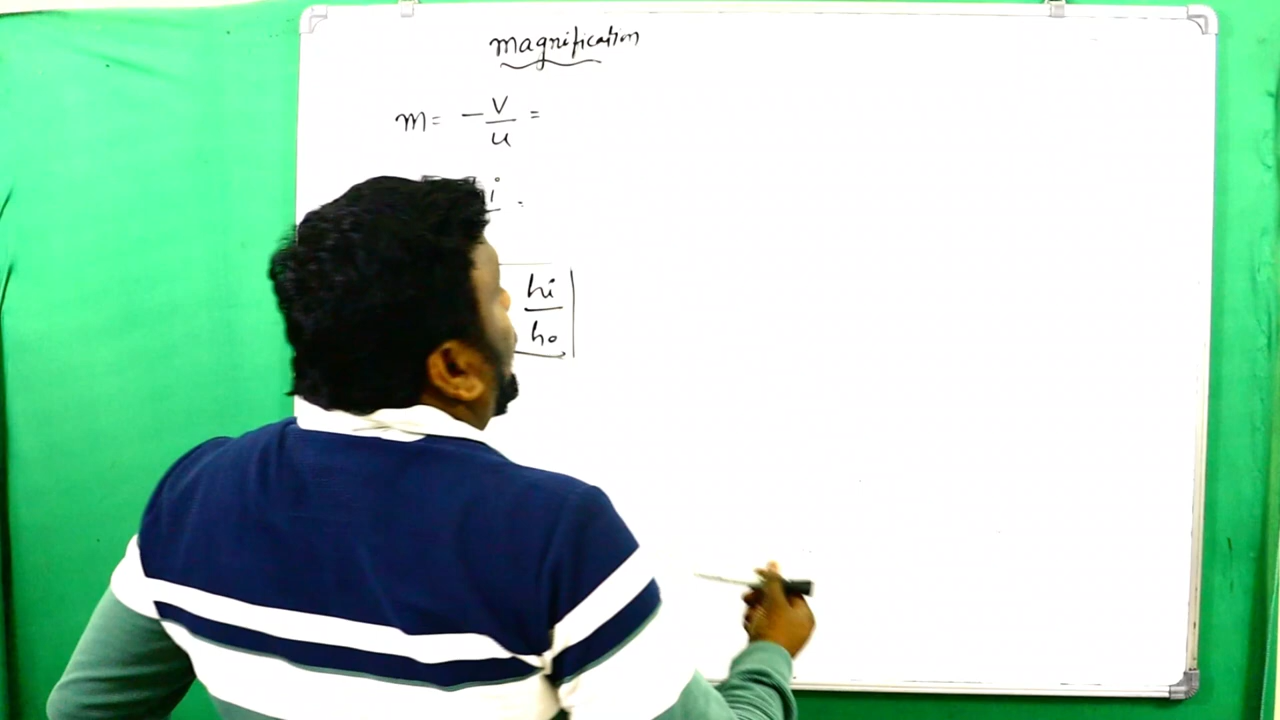 magnification
m = - v/u =
i
hi/ho